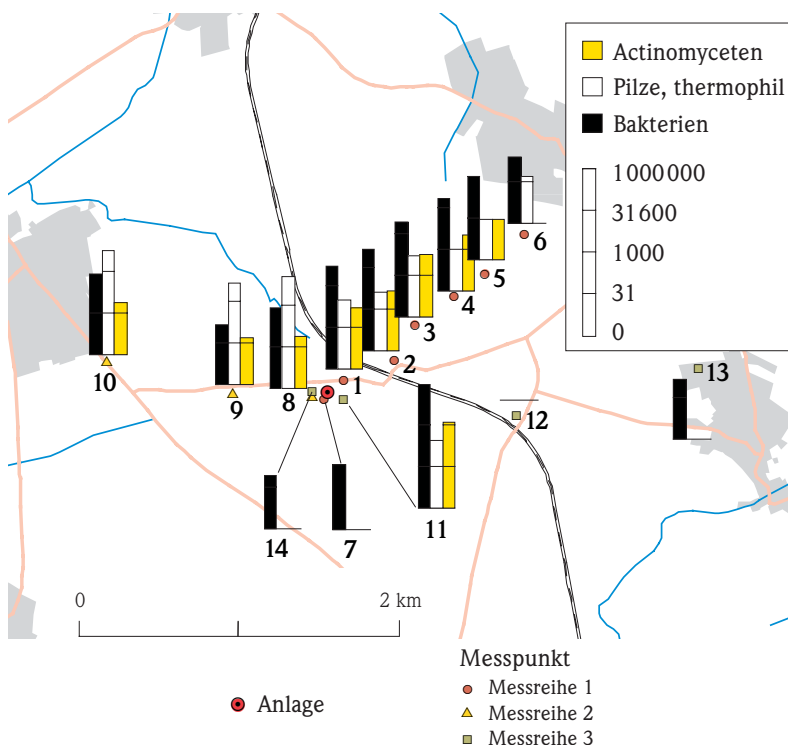 Actinomyceten
Pilze, thermophil
Bakterien
1000000
31600
1000
31
0
6
5
4
3
2
1
13
12
10
9
8
11
14
7
0
2 km
Messpunkt
Messreihe 1
Anlage
Messreihe 2
Messreihe 3